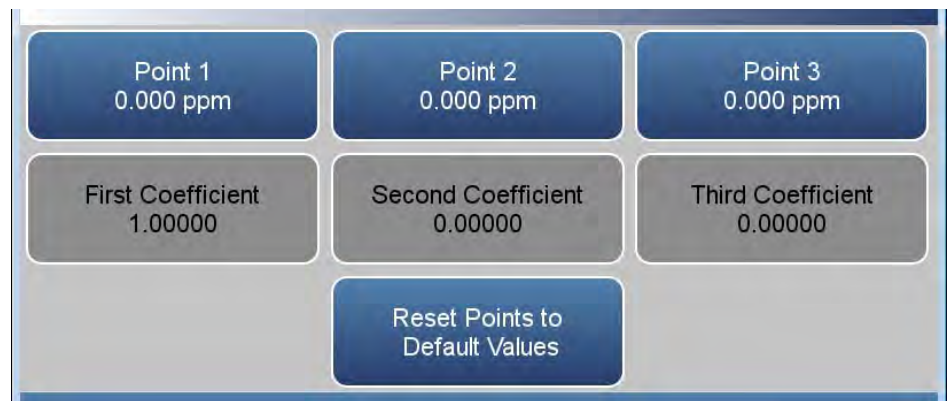 Point 1
0.000 ppm
Point 2
0.000 ppm
Point 3
0.000 ppm
First Coefficient
1.00000
Second Coefficient
0.00000
Third Coefficient
0.00000
Reset Points to
Default Values